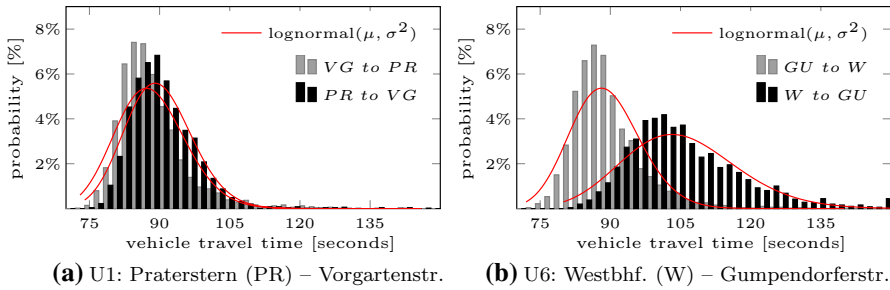 8%
6%
4%
2%
probability [%]
lognormal(μ, σ²)
VG to PR
PR to VG
75 90 105 120 135
vehicle travel time [seconds]
(a) U1: Praterstern (PR) – Vorgartenstr.
8%
6%
4%
2%
probability [%]
lognormal(μ, σ²)
GU to W
W to GU
75 90 105 120 135
vehicle travel time [seconds]
(b) U6: Westbhf. (W) – Gumpendorferstr.